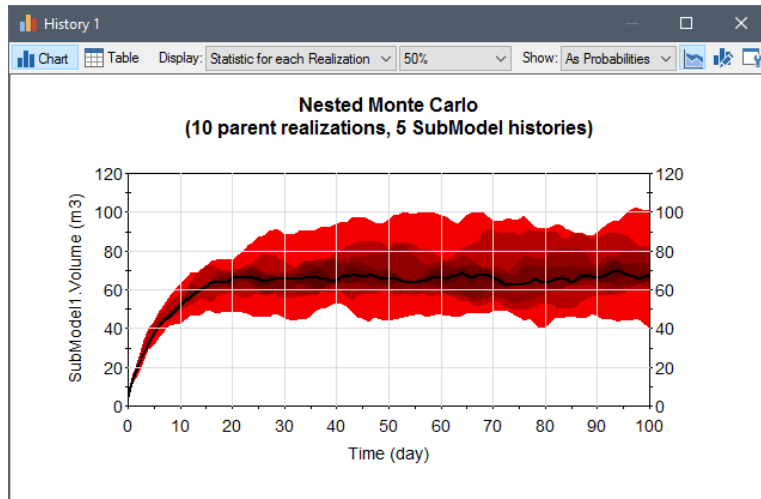 History 1
Chart Table Display: Statistic for each Realization 50% Show: As Probabilities
Nested Monte Carlo
(10 parent realizations, 5 SubModel histories)
SubModel1.Volume (m3)
120 120
100 100
80 80
60 60
40 40
20 20
0 0
0 10 20 30 40 50 60 70 80 90 100
Time (day)